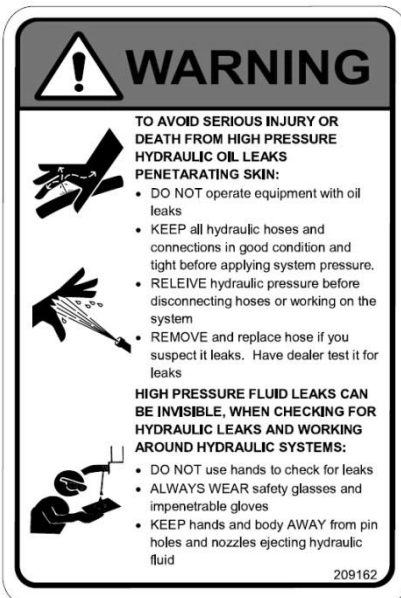 WARNING
TO AVOID SERIOUS INJURY OR
DEATH FROM HIGH PRESSURE
HYDRAULIC OIL LEAKS
PENETARATING SKIN:
• DO NOT operate equipment with oil
leaks
• KEEP all hydraulic hoses and
connections in good condition and
tight before applying system pressure.
• RELEIVE hydraulic pressure before
disconnecting hoses or working on the
system
• REMOVE and replace hose if you
suspect it leaks.  Have dealer test it for
leaks
HIGH PRESSURE FLUID LEAKS CAN
BE INVISIBLE, WHEN CHECKING FOR
HYDRAULIC LEAKS AND WORKING
AROUND HYDRAULIC SYSTEMS:
• DO NOT use hands to check for leaks
• ALWAYS WEAR safety glasses and
impenetrable gloves
• KEEP hands and body AWAY from pin
holes and nozzles ejecting hydraulic
fluid
209162